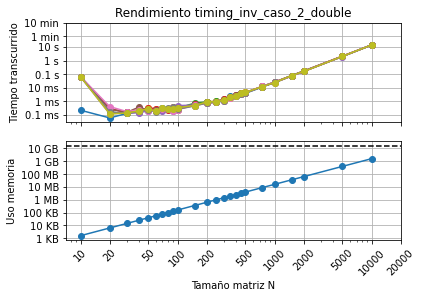 Rendimiento timing_inv_caso_2_double
Tiempo transcurrido
10 min
1 min
10 s
1 s
0.1 s
10 ms
1 ms
0.1 ms
Uso memoria
10 GB
1 GB
100 MB
10 MB
1 MB
100 KB
10 KB
1 KB
10
20
50
100
200
500
1000
2000
5000
10000
20000
Tamaño matriz N